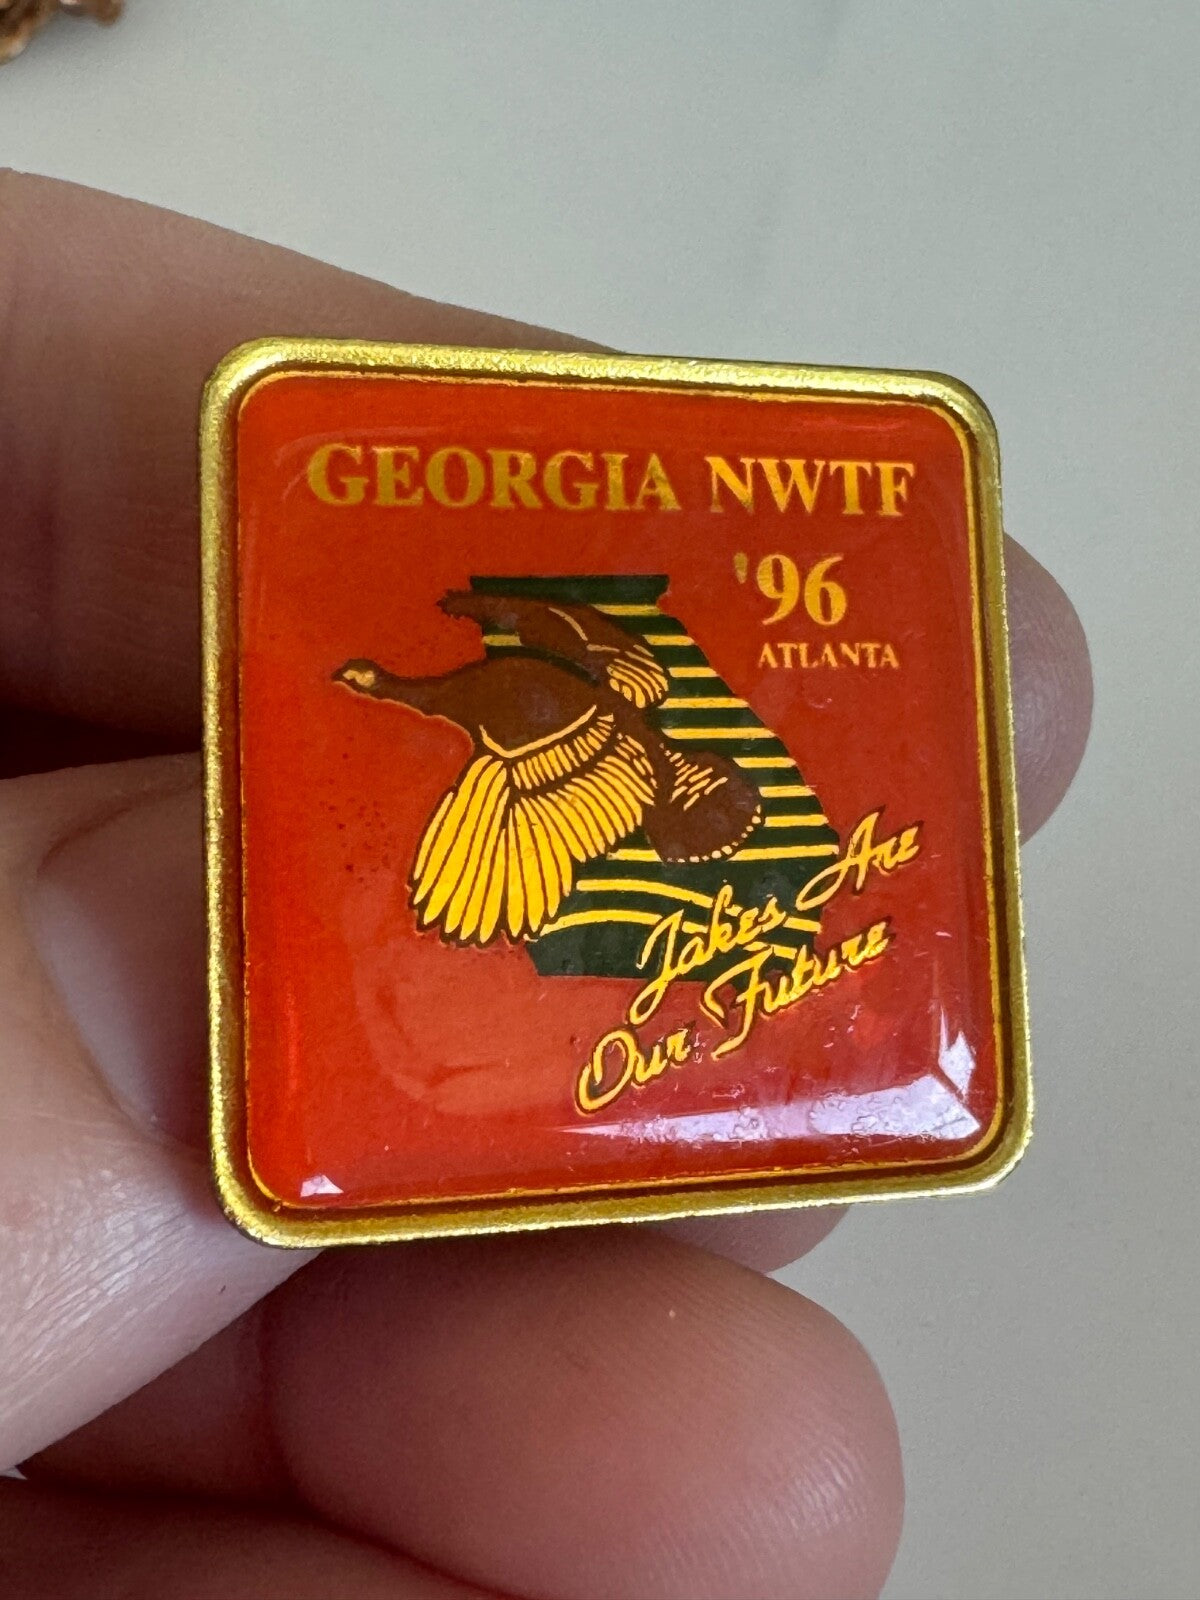 GEORGIA NWTF
'96
ATLANTA
Jakes Are
Our Future